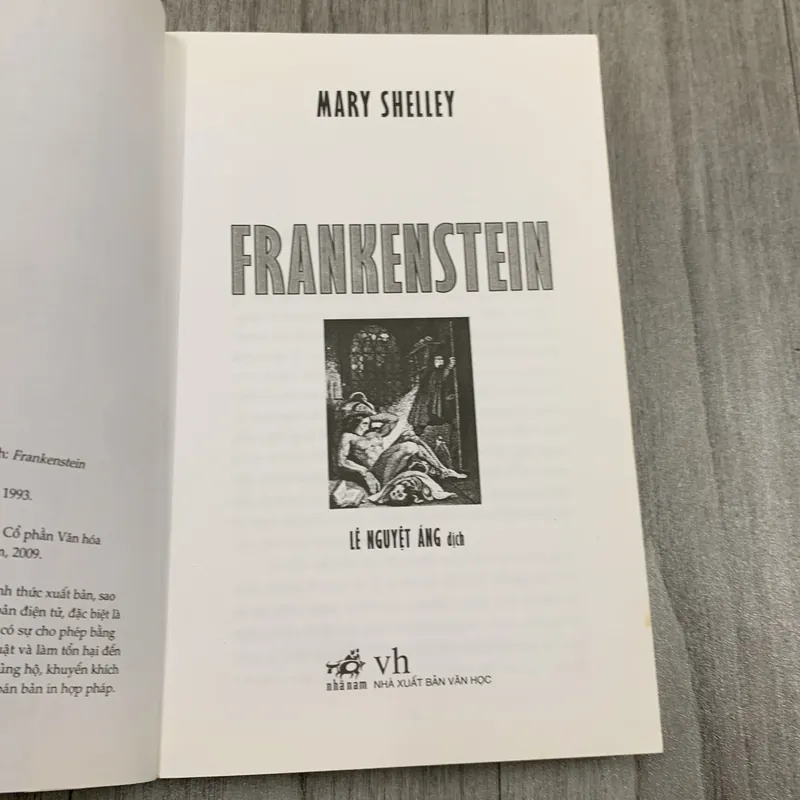 h: Frankenstein
1993.
Cổ phần Văn hóa
m, 2009.
nh thức xuất bản, sao
bản điện tử, đặc biệt là
có sự cho phép bằng
uật và làm tổn hại đến
ủng hộ, khuyến khích
bán bản in hợp pháp.
MARY SHELLEY
FRANKENSTEIN
LÊ NGUYỆT ÁNG dịch
nhã nam
vh
NHÀ XUẤT BẢN VĂN HỌC